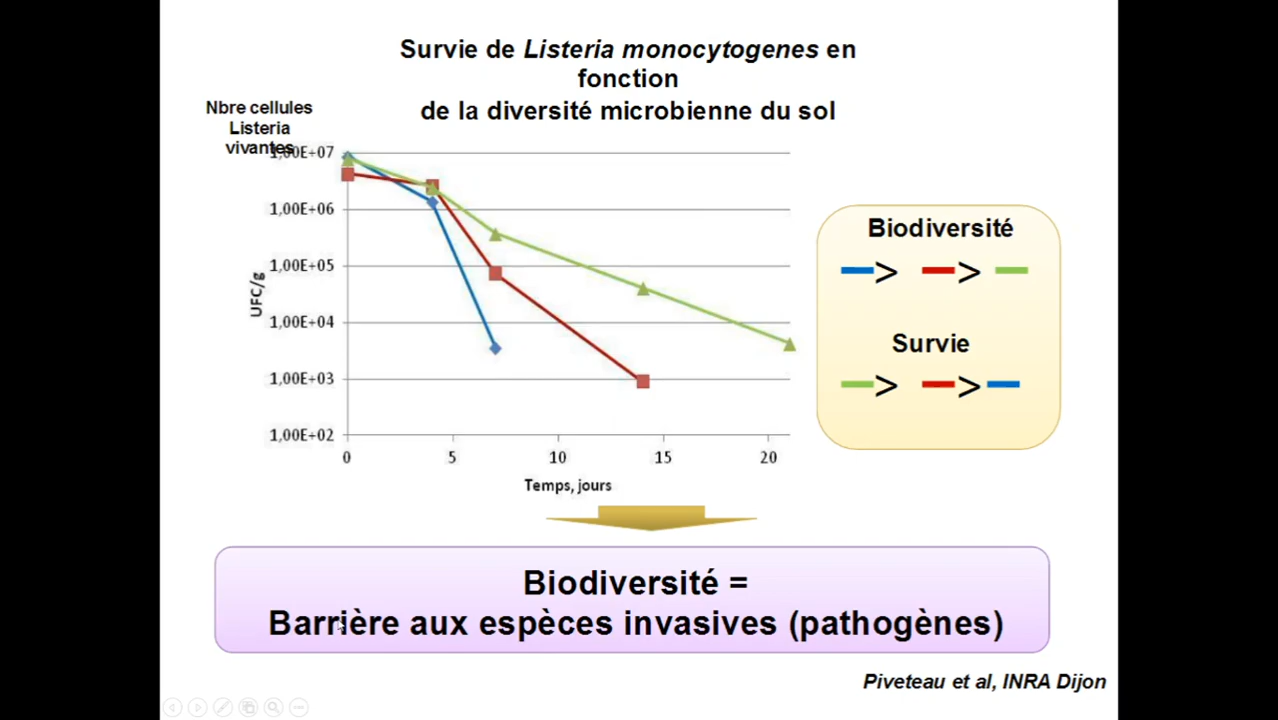 Survie de Listeria monocytogenes en
fonction
de la diversité microbienne du sol
Nbre cellules
Listeria
vivantes
1,00E+07
1,00E+06
1,00E+05
1,00E+04
1,00E+03
1,00E+02
UFC/g
0 5 10 15 20
Temps, jours
Biodiversité
> >
Survie
> >
Biodiversité =
Barrière aux espèces invasives (pathogènes)
Piveteau et al, INRA Dijon